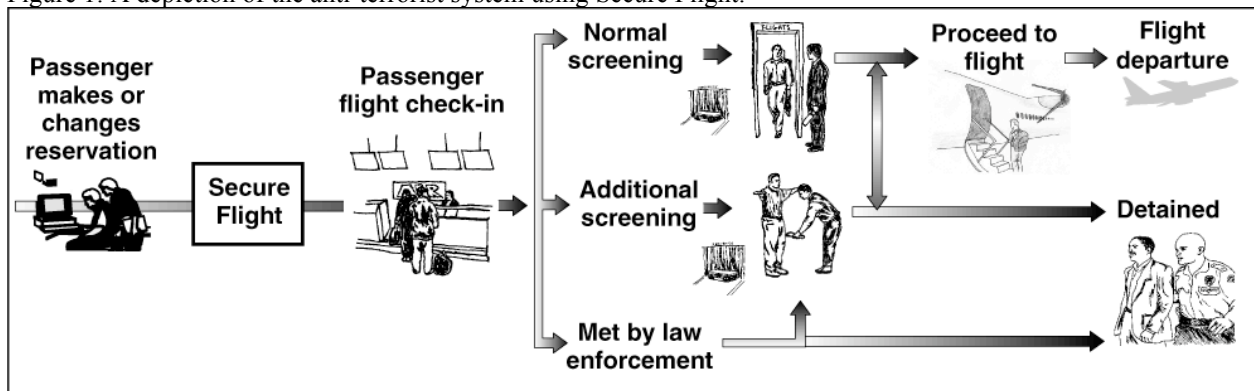 Figure 1. A depiction of the anti-terrorist system using Secure Flight.
Passenger
makes or
changes
reservation
Secure
Flight
Passenger
flight check-in
Normal
screening
FLIGHTS
Proceed to
flight
Flight
departure
Additional
screening
Detained
Met by law
enforcement